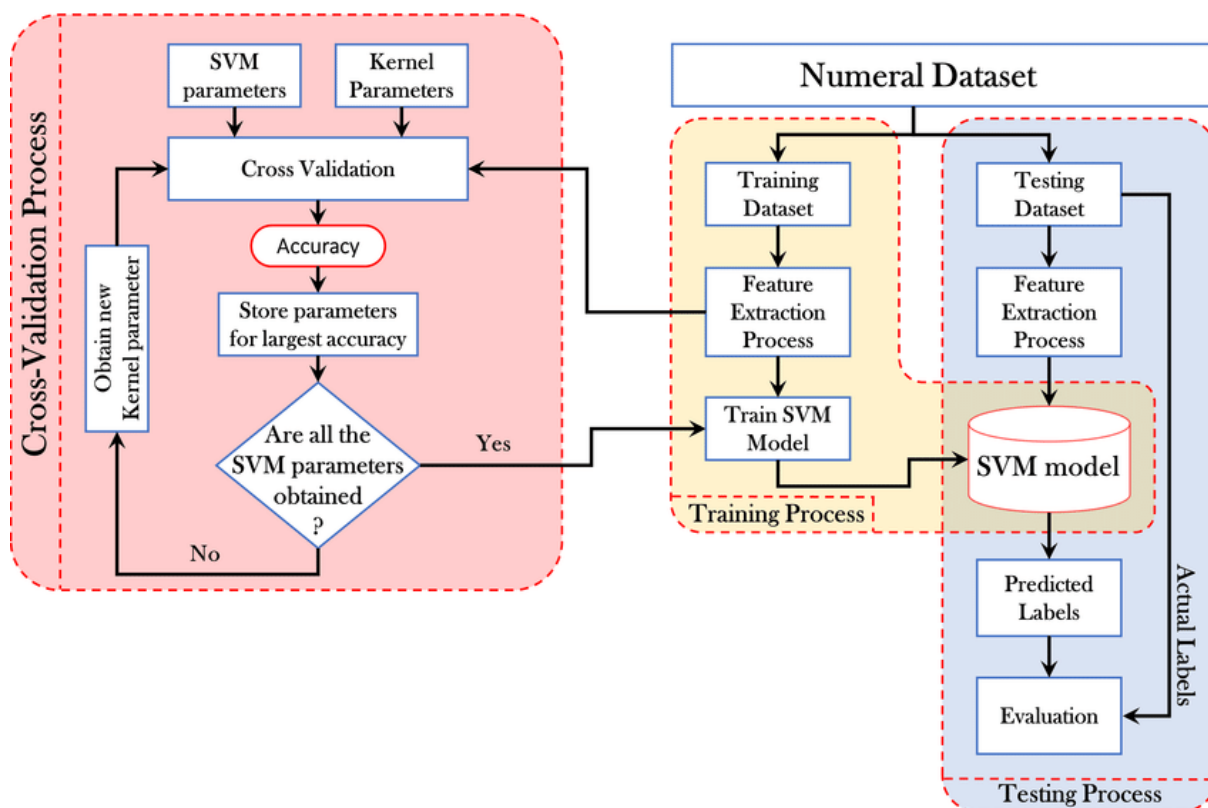 Cross-Validation Process
SVM
parameters
Kernel
Parameters
Cross Validation
Accuracy
Store parameters
for largest accuracy
Are all the
SVM parameters
obtained
?
Yes
No
Obtain new
Kernel parameter
Numeral Dataset
Training
Dataset
Feature
Extraction
Process
Train SVM
Model
Training Process
Testing
Dataset
Feature
Extraction
Process
SVM model
Predicted
Labels
Evaluation
Actual Labels
Testing Process